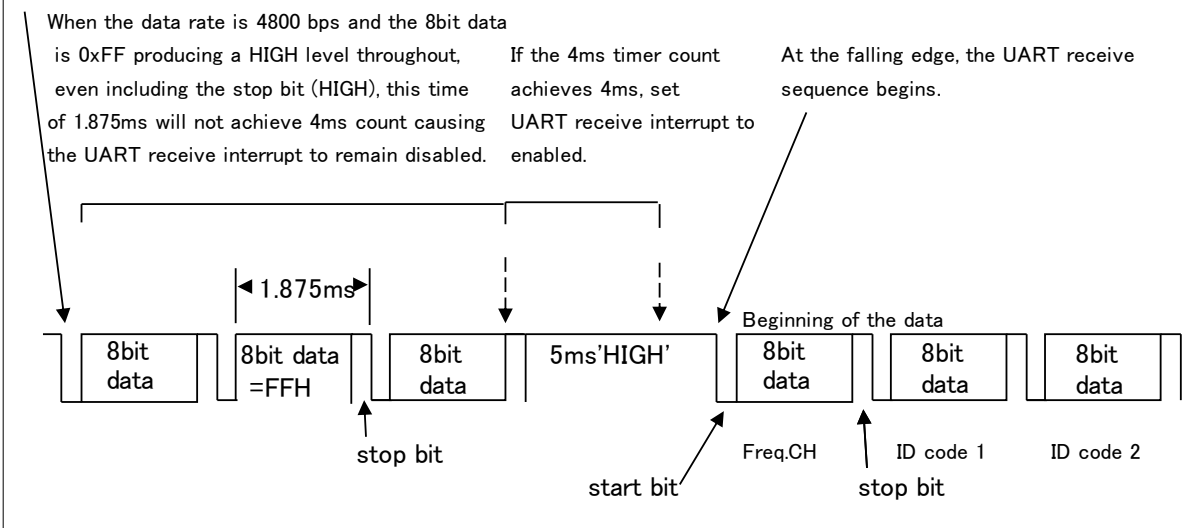 When the data rate is 4800 bps and the 8bit data
is 0xFF producing a HIGH level throughout,
even including the stop bit (HIGH), this time
of 1.875ms will not achieve 4ms count causing
the UART receive interrupt to remain disabled.
If the 4ms timer count
achieves 4ms, set
UART receive interrupt to
enabled.
At the falling edge, the UART receive
sequence begins.
1.875ms
Beginning of the data
8bit
data
8bit data
=FFH
8bit
data
5ms'HIGH'
8bit
data
8bit
data
8bit
data
stop bit
Freq.CH
ID code 1
ID code 2
start bit
stop bit